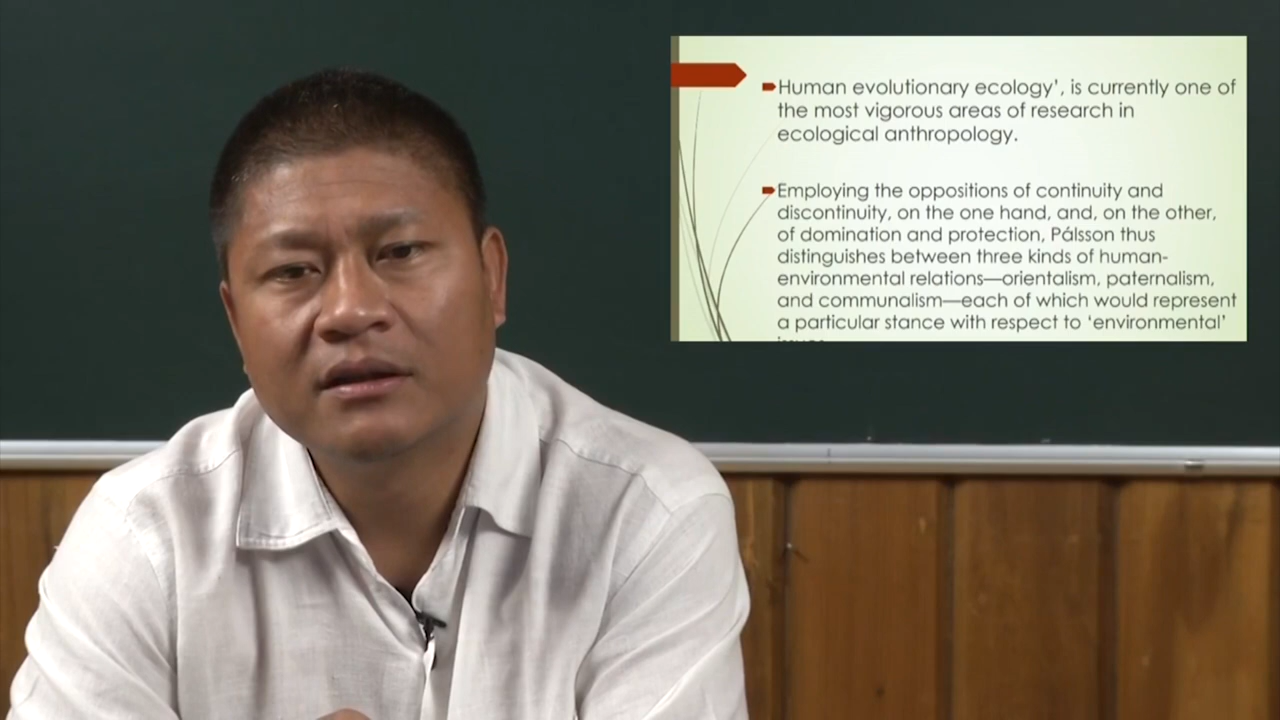 Human evolutionary ecology', is currently one of
the most vigorous areas of research in
ecological anthropology.
Employing the oppositions of continuity and
discontinuity, on the one hand, and, on the other,
of domination and protection, Pálsson thus
distinguishes between three kinds of human-
environmental relations—orientalism, paternalism,
and communalism—each of which would represent
a particular stance with respect to 'environmental'